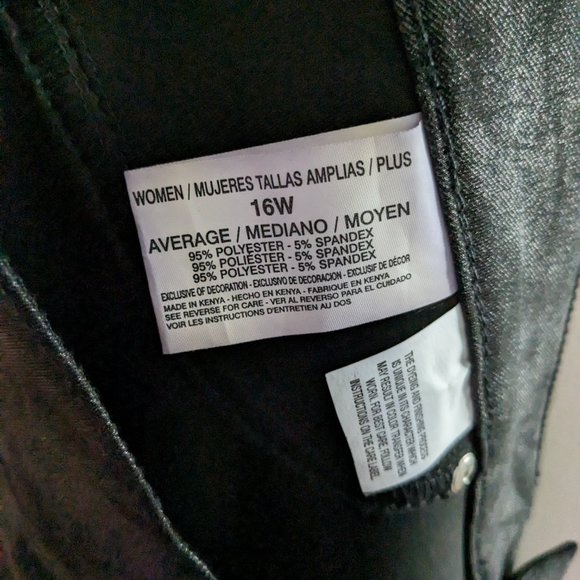 WOMEN / MUJERES TALLAS AMPLIAS / PLUS
16W
AVERAGE / MEDIANO / MOYEN
95% POLYESTER - 5% SPANDEX
95% POLIÉSTER - 5% SPANDEX
95% POLIESTER - 5% SPANDEX
EXCLUSIVE OF DECORATION - EXCLUSIVO DE DECORACIÓN - EXCLUSIF DE DÉCOR
MADE IN KENYA - HECHO EN KENYA - FABRIQUE EN KENYA
SEE REVERSE FOR CARE - VER AL REVERSO PARA EL CUIDADO
VOIR LES INSTRUCTIONS D'ENTRETIEN AU DOS
THE DYEING AND FINISHING PROCESS
IS UNIQUE IN ITS CHARACTER WHICH
MAY RESULT IN COLOR TRANSFER WHEN
WORN. FOR BEST CARE, FOLLOW
INSTRUCTIONS ON THE CARE LABEL.